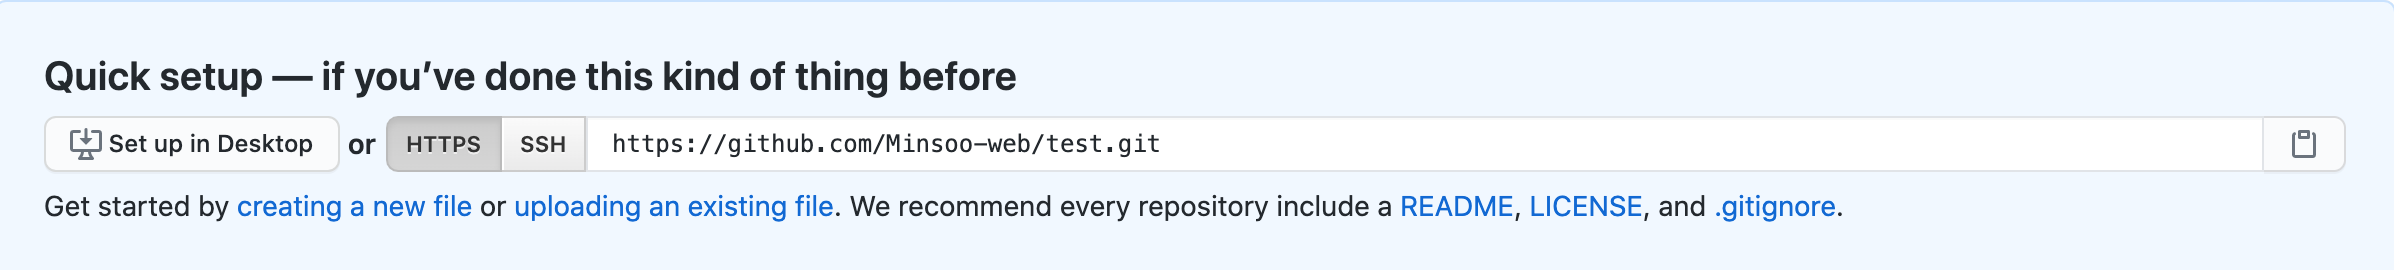 Quick setup — if you’ve done this kind of thing before
Set up in Desktop or HTTPS SSH https://github.com/Minsoo-web/test.git
Get started by creating a new file or uploading an existing file. We recommend every repository include a README, LICENSE, and .gitignore.